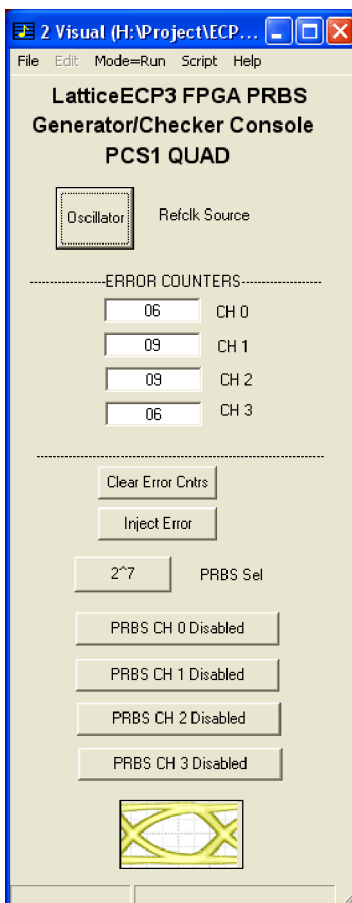 2 Visual (H:\Project\ECP...
File Edit Mode=Run Script Help
LatticeECP3 FPGA PRBS
Generator/Checker Console
PCS1 QUAD
Oscillator Refclk Source
------------------ERROR COUNTERS-------------------
06 CH 0
09 CH 1
09 CH 2
06 CH 3
Clear Error Cntrs
Inject Error
2^7 PRBS Sel
PRBS CH 0 Disabled
PRBS CH 1 Disabled
PRBS CH 2 Disabled
PRBS CH 3 Disabled